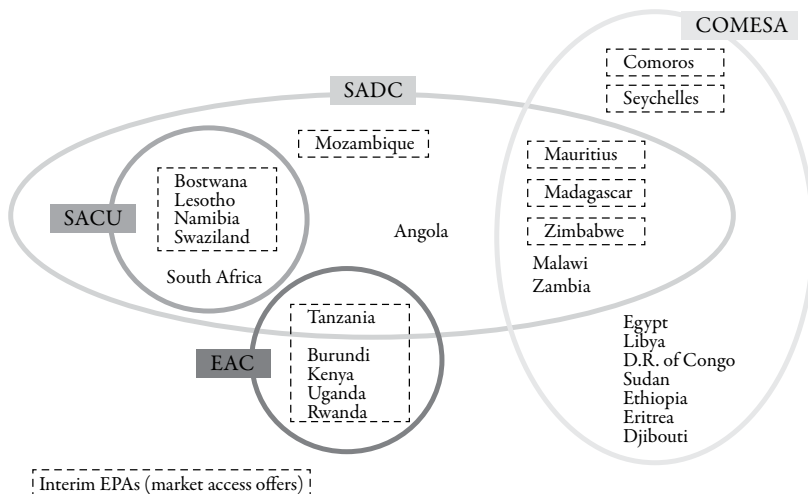 COMESA
Comoros
Seychelles
SADC
Mozambique
Mauritius
Madagascar
Zimbabwe
Malawi
Zambia
SACU
Bostwana
Lesotho
Namibia
Swaziland
South Africa
Angola
Tanzania
EAC
Burundi
Kenya
Uganda
Rwanda
Egypt
Libya
D.R. of Congo
Sudan
Ethiopia
Eritrea
Djibouti
Interim EPAs (market access offers)